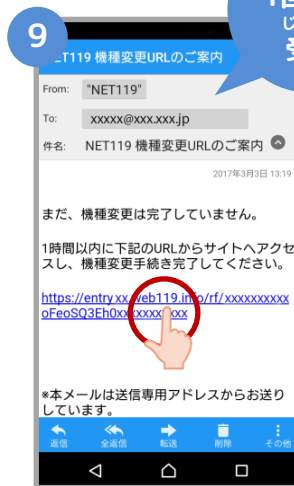 9
T119 機種変更URLのご案内
From: "NET119"
To: xxxxx@xxx.xxx.jp
件名: NET119 機種変更URLのご案内
2017年3月3日 13:19
まだ、機種変更は完了していません。
1時間以内に下記のURLからサイトへアクセ
スし、機種変更手続き完了してください。
https://entryxx.web119.info/rf/xxxxxxxxxx
oFeoSQ3Eh0xxxxxxxxxx
*本メールは送信専用アドレスからお送り
しています。
返信 全返信 転送 削除 その他